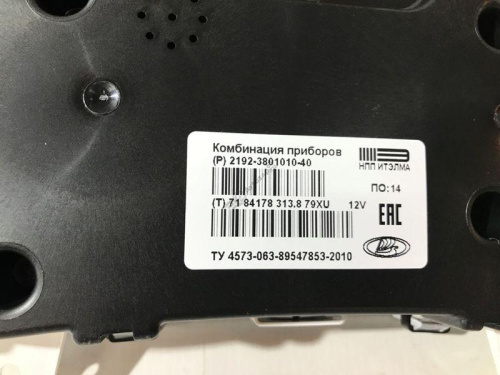 Комбинация приборов
(P) 2192-3801010-40
НПП ИТЭЛМА
ПО:14
(T) 71 84178 313.8 79XU 12V
EAC
ТУ 4573-063-89547853-2010